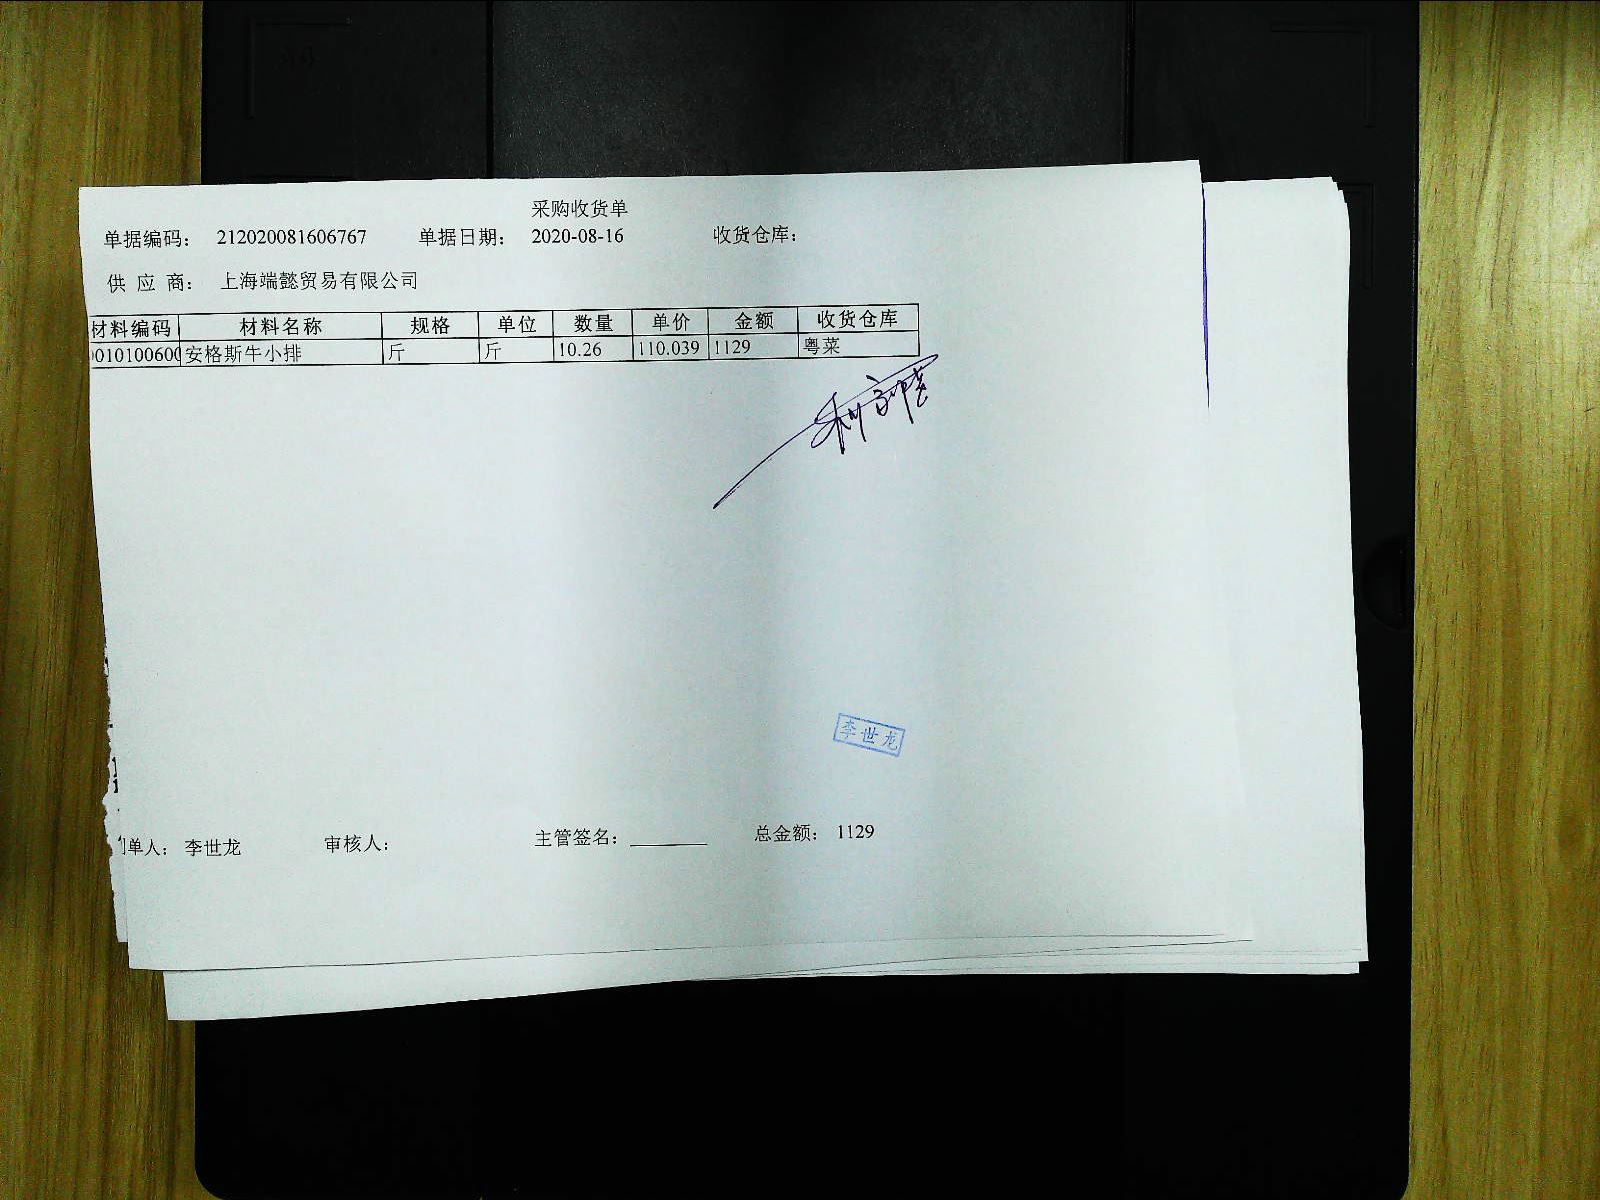 采购收货单
单据编码： 212020081606767 单据日期： 2020-08-16 收货仓库：
供 应 商： 上海端懿贸易有限公司
材料编码 材料名称 规格 单位 数量 单价 金额 收货仓库
010100600 安格斯牛小排 斤 斤 10.26 110.039 1129 粤菜
李世龙
制单人： 李世龙 审核人： 主管签名： 总金额： 1129